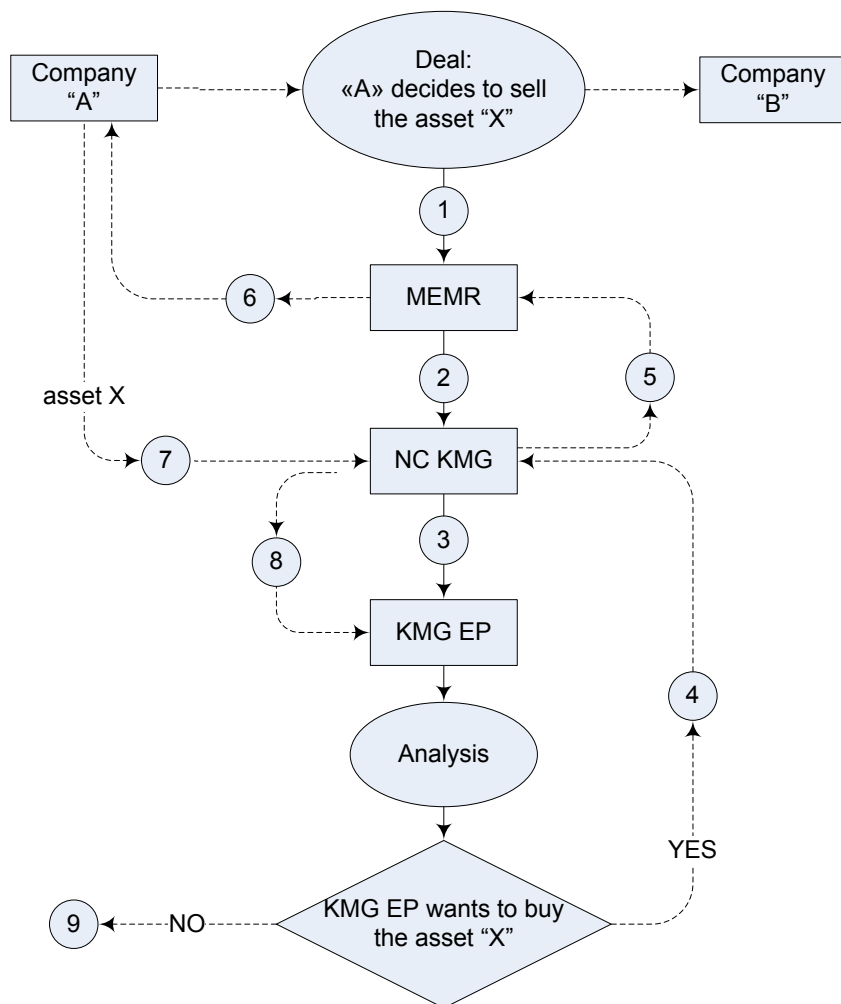 Company
“A”
Deal:
«A» decides to sell
the asset “X”
Company
“B”
1
6
MEMR
2
5
asset X
7
NC KMG
3
8
KMG EP
4
Analysis
YES
9
NO
KMG EP wants to buy
the asset “X”